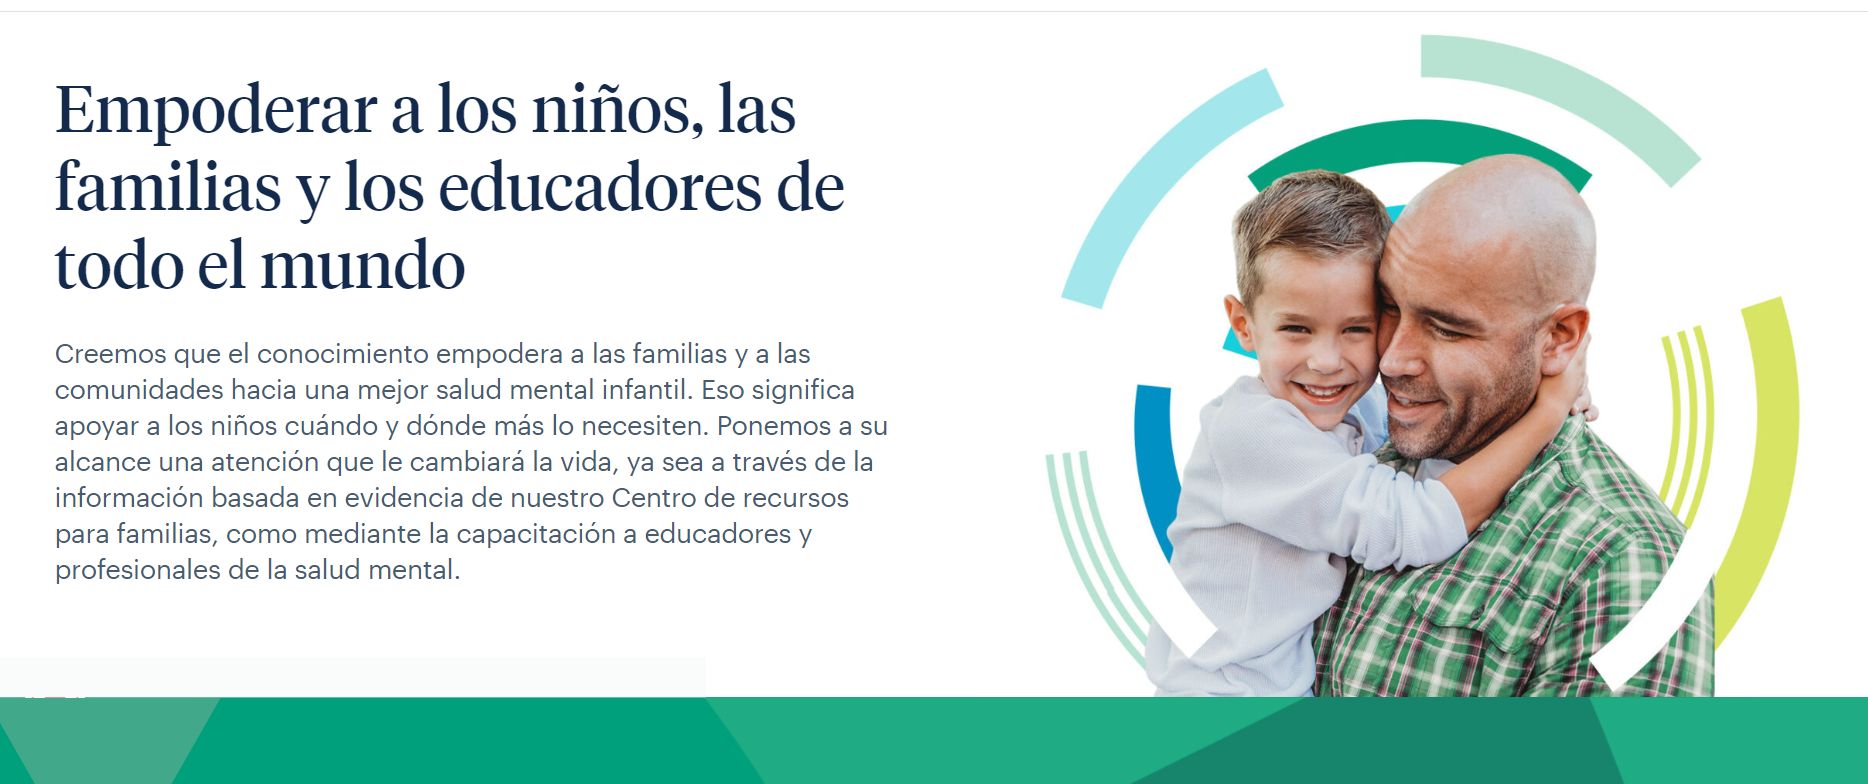 Empoderar a los niños, las
familias y los educadores de
todo el mundo
Creemos que el conocimiento empodera a las familias y a las
comunidades hacia una mejor salud mental infantil. Eso significa
apoyar a los niños cuándo y dónde más lo necesiten. Ponemos a su
alcance una atención que le cambiará la vida, ya sea a través de la
información basada en evidencia de nuestro Centro de recursos
para familias, como mediante la capacitación a educadores y
profesionales de la salud mental.